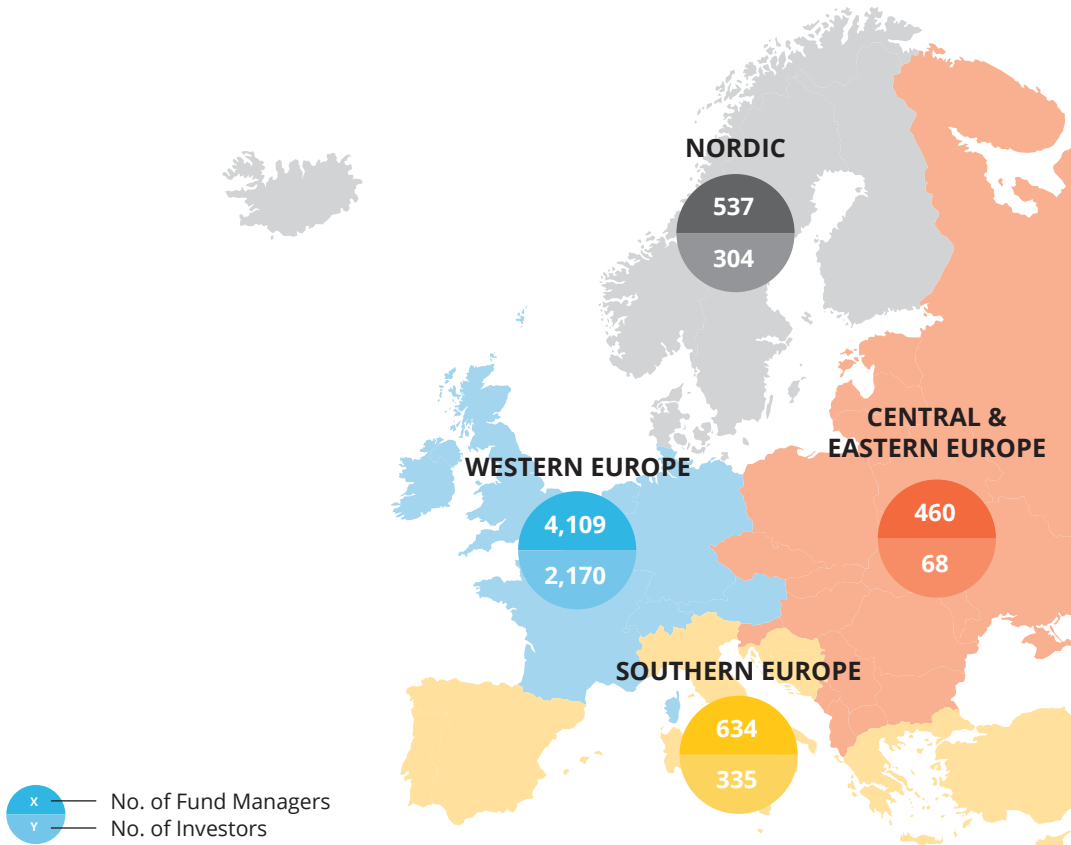 NORDIC
537
304
CENTRAL &
EASTERN EUROPE
460
68
WESTERN EUROPE
4,109
2,170
SOUTHERN EUROPE
634
335
X No. of Fund Managers
Y No. of Investors